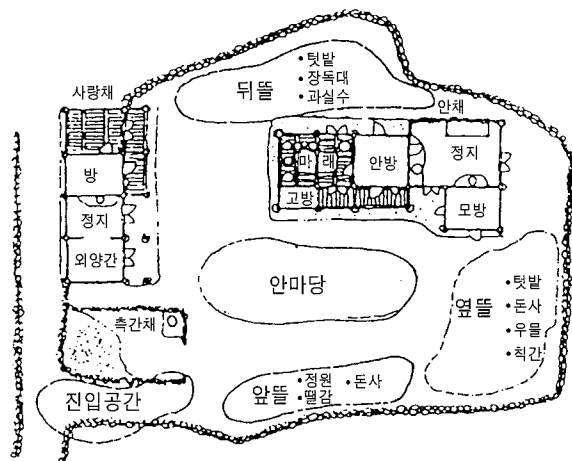 뒤뜰
•텃밭
•장독대
•과실수
사랑채
안채
방
정지
외양간
마래
안방
정지
고방
모방
안마당
측간채
옆뜰
•텃밭
•돈사
•우물
•칙간
진입공간
앞뜰
•정원 •돈사
•땔감